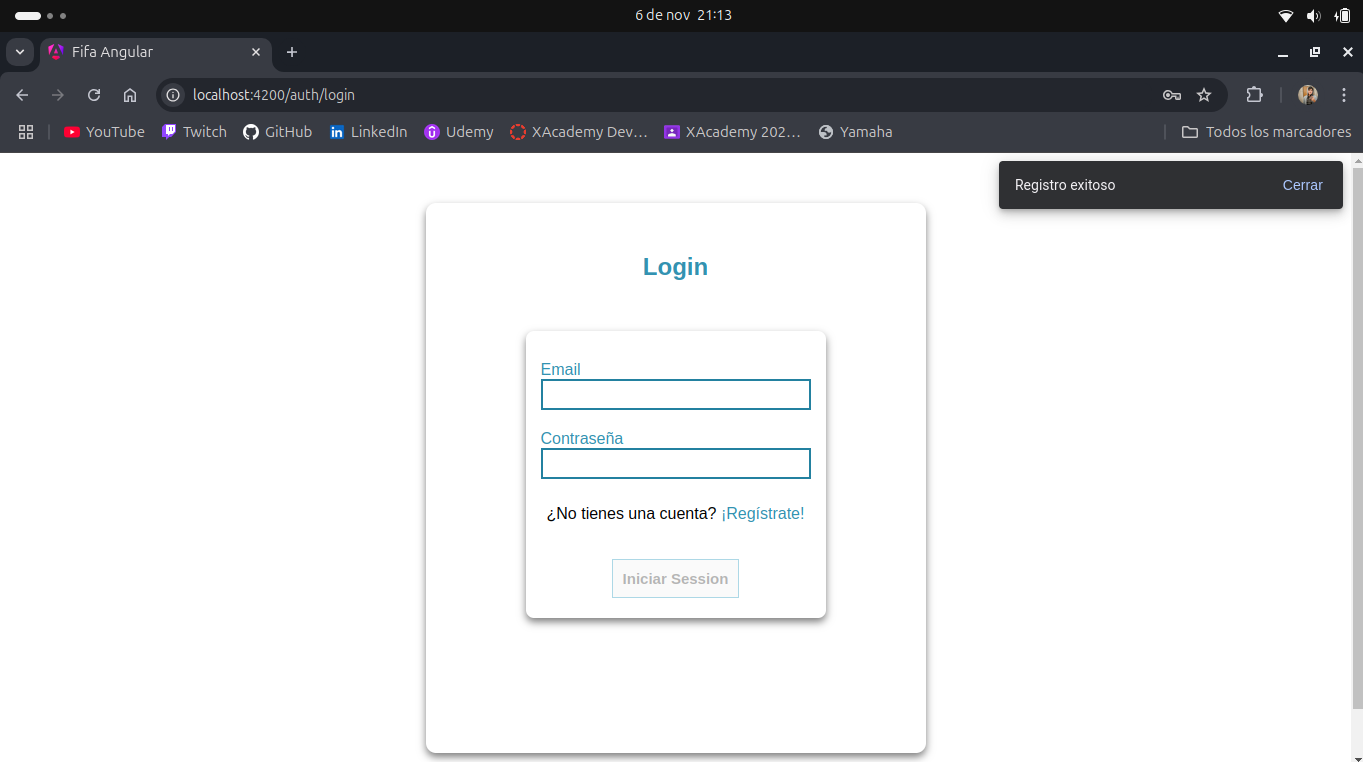 6 de nov 21:13
Fifa Angular
localhost:4200/auth/login
YouTube Twitch GitHub LinkedIn Udemy XAcademy Dev… XAcademy 202… Yamaha Todos los marcadores
Registro exitoso Cerrar
Login
Email
Contraseña
¿No tienes una cuenta? ¡Regístrate!
Iniciar Session